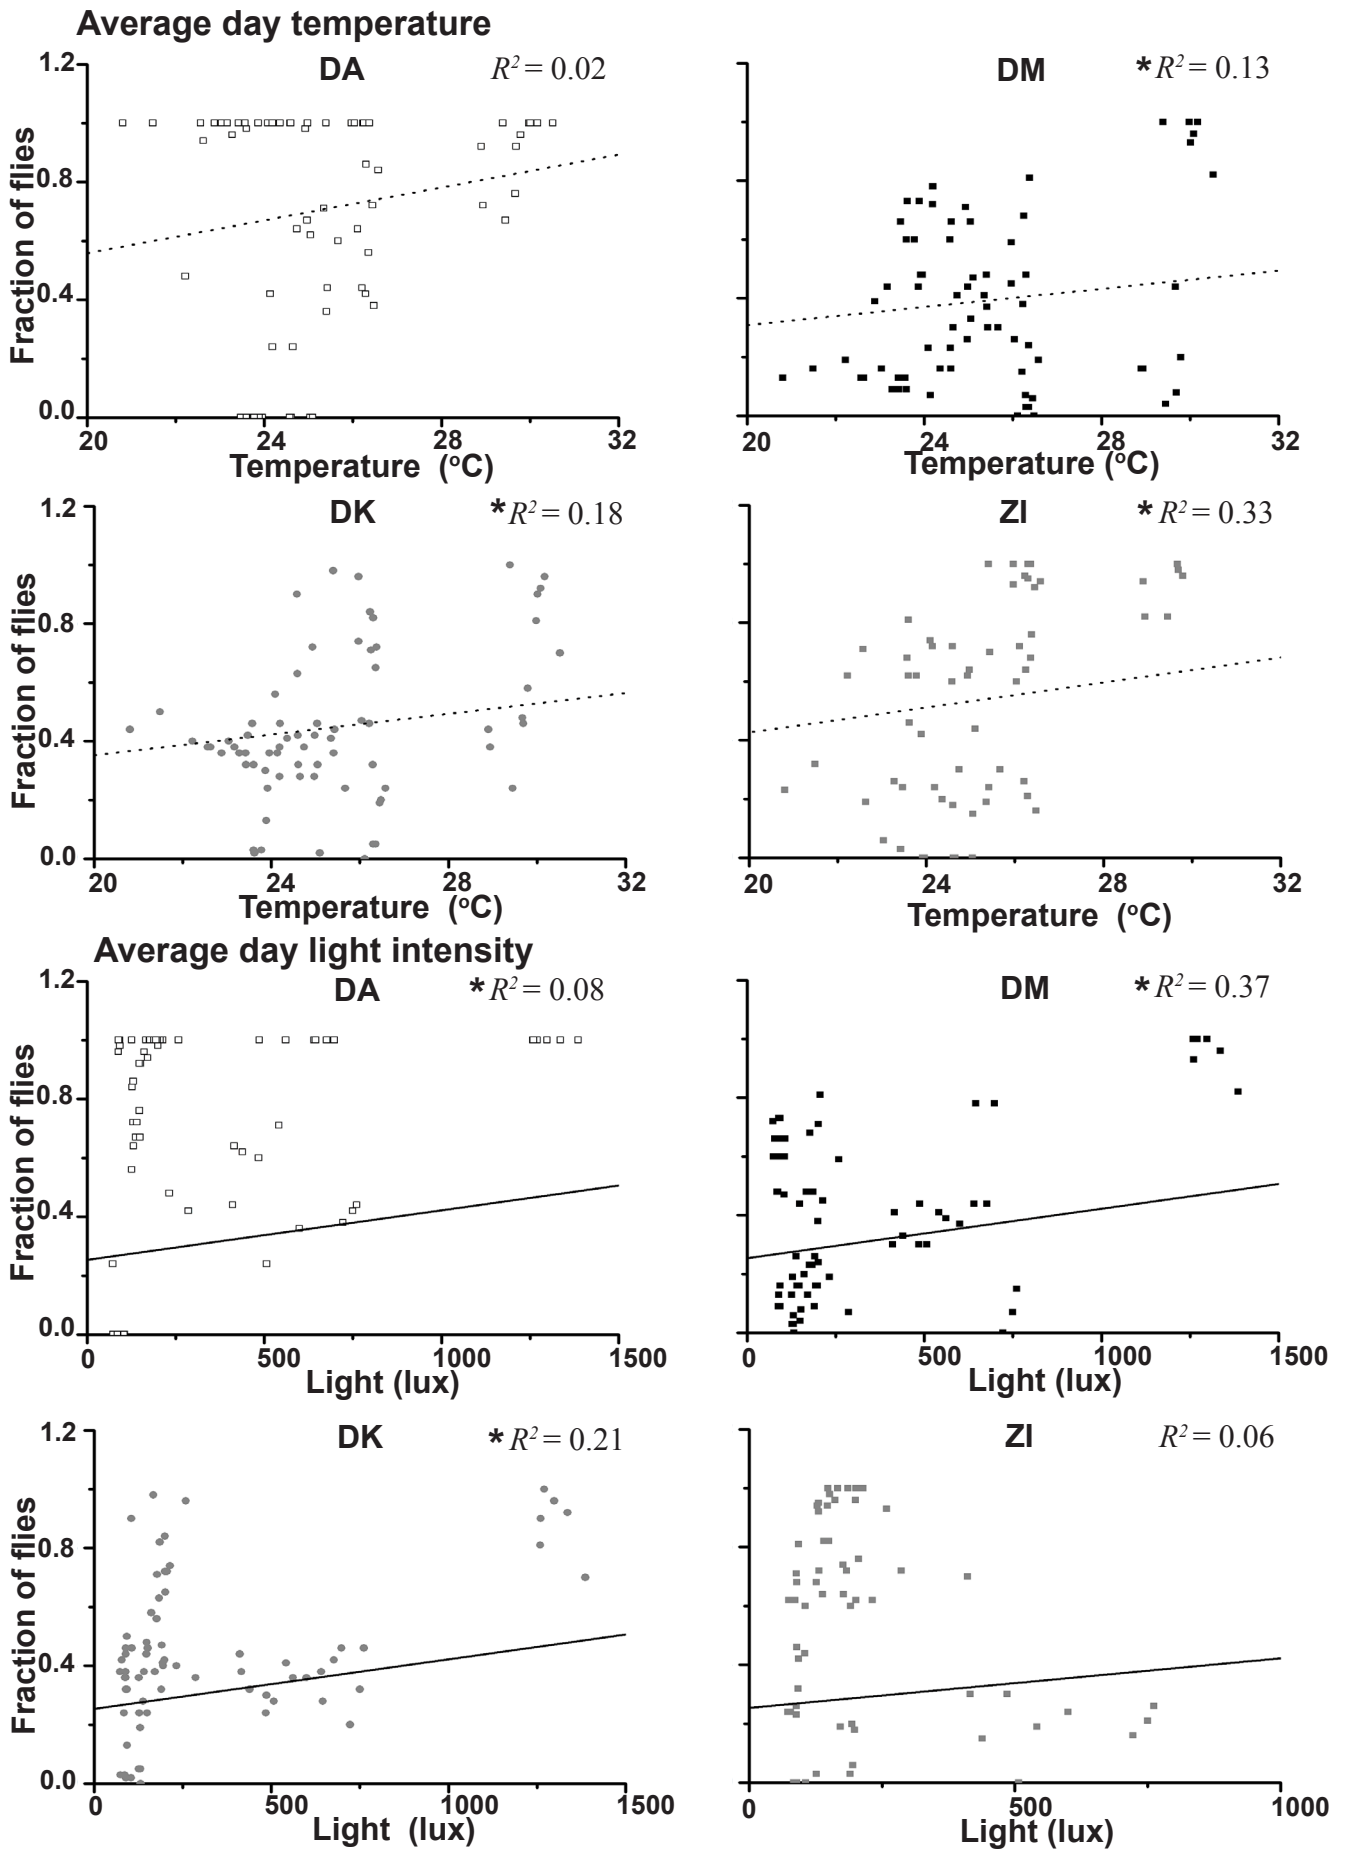 Average day temperature
DA
R² = 0.02
DM
* R² = 0.13
1.2
0.8
0.4
0.0
Fraction of flies
20 24 28 32
Temperature (°C)
20 24 28 32
Temperature (°C)
DK
* R² = 0.18
ZI
* R² = 0.33
1.2
0.8
0.4
0.0
Fraction of flies
20 24 28 32
Temperature (°C)
20 24 28 32
Temperature (°C)
Average day light intensity
DA
* R² = 0.08
DM
* R² = 0.37
1.2
0.8
0.4
0.0
Fraction of flies
0 500 1000 1500
Light (lux)
0 500 1000 1500
Light (lux)
DK
* R² = 0.21
ZI
R² = 0.06
1.2
0.8
0.4
0.0
Fraction of flies
0 500 1000 1500
Light (lux)
0 500 1000
Light (lux)